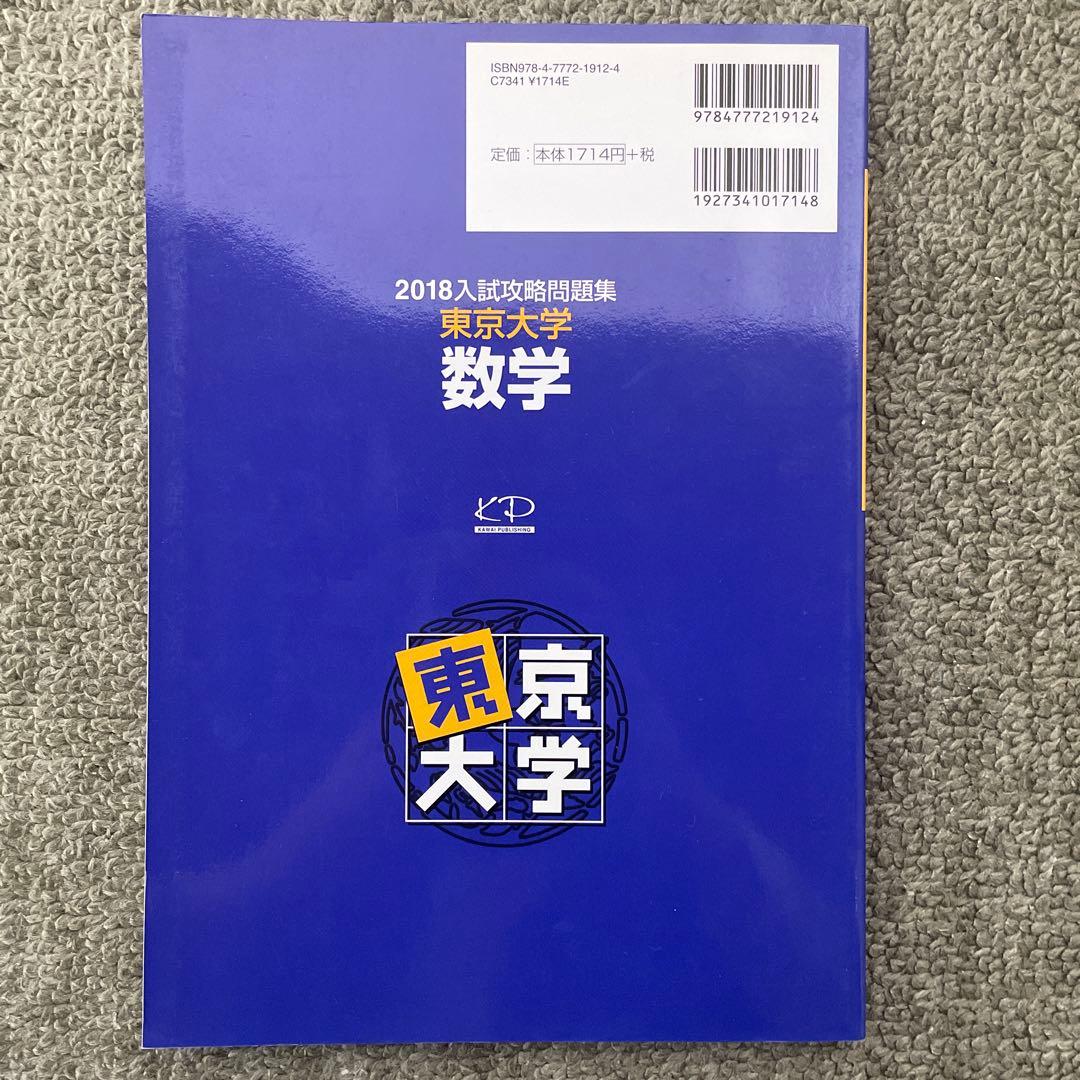 ISBN978-4-7772-1912-4
C7341 ¥1714E
9784777219124
定価：本体1714円＋税
1927341017148
2018入試攻略問題集
東京大学
数学
KP
KAWAI PUBLISHING
東京
大学